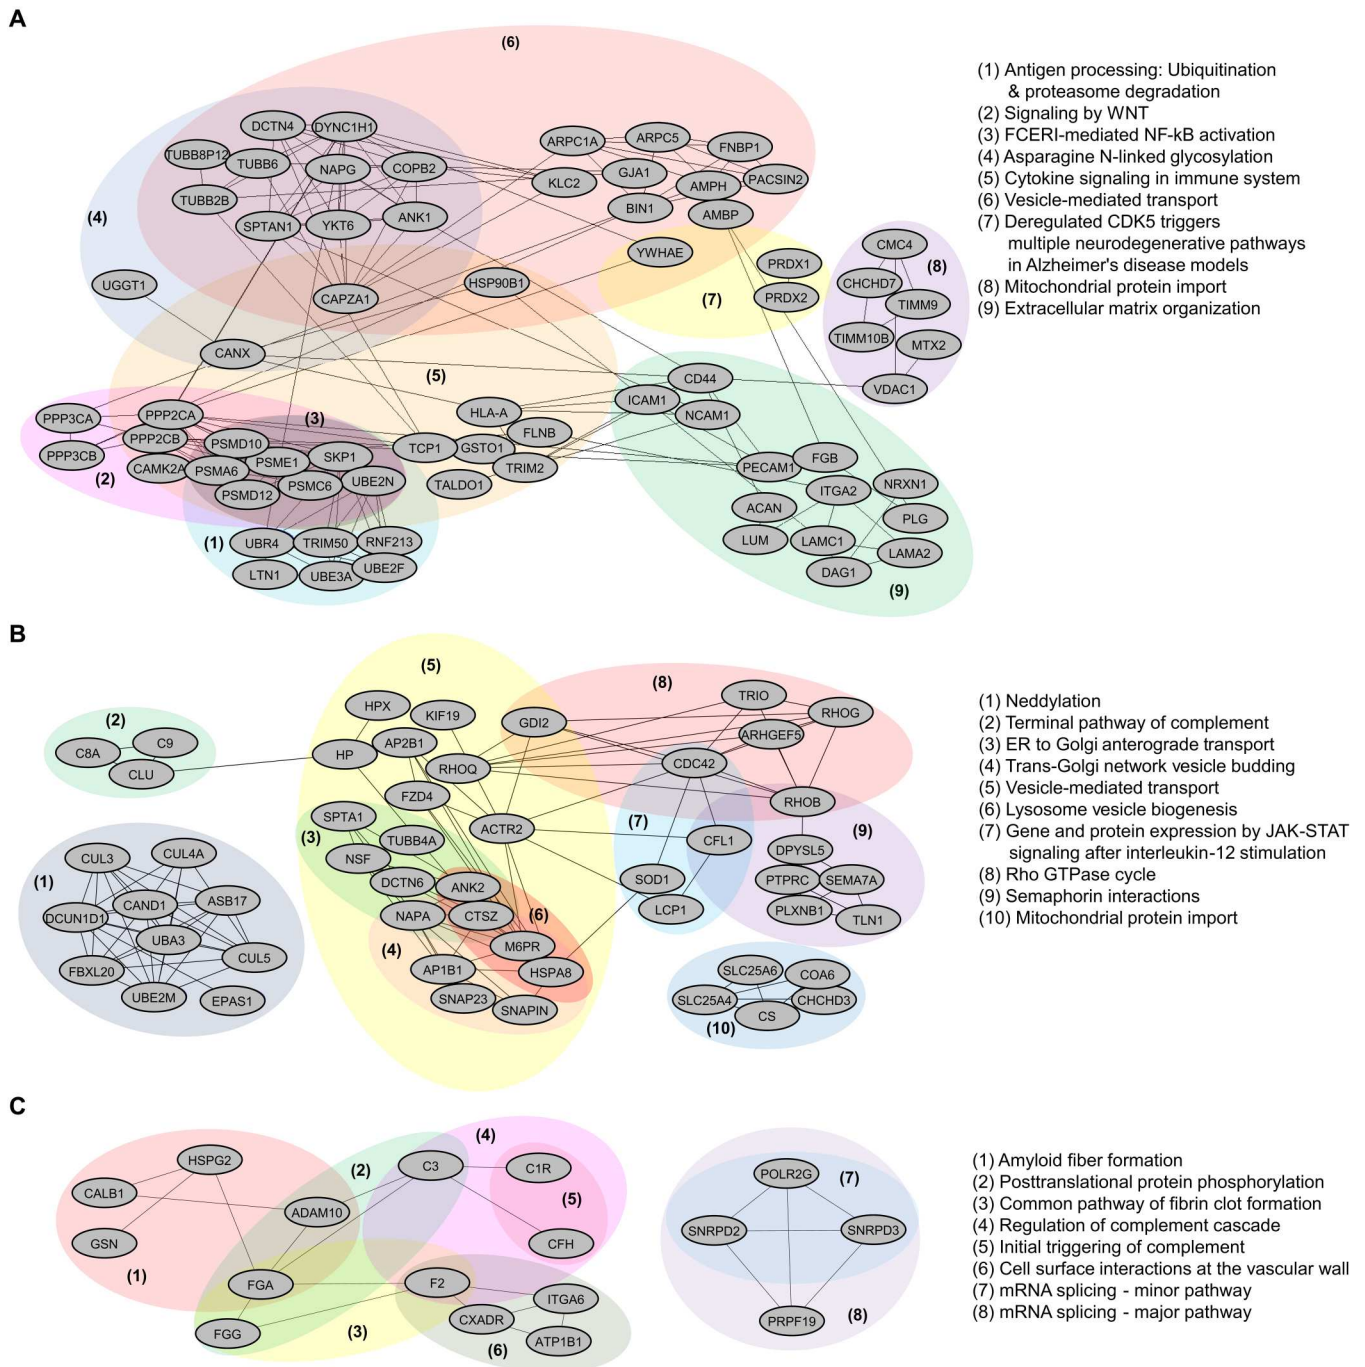 A
(6)
(1) Antigen processing: Ubiquitination
& proteasome degradation
(2) Signaling by WNT
(3) FCERI-mediated NF-kB activation
(4) Asparagine N-linked glycosylation
(5) Cytokine signaling in immune system
(6) Vesicle-mediated transport
(7) Deregulated CDK5 triggers
multiple neurodegenerative pathways
in Alzheimer's disease models
(8) Mitochondrial protein import
(9) Extracellular matrix organization
DCTN4 DYNC1H1
ARPC1A ARPC5 FNBP1
TUBB8P12 TUBB6 NAPG COPB2
KLC2 GJA1 AMPH PACSIN2
TUBB2B
BIN1 AMBP
(4) SPTAN1 YKT6 ANK1
YWHAE PRDX1
CMC4 (8)
UGGT1 CAPZA1 HSP90B1
(7) PRDX2
CHCHD7 TIMM9
TIMM10B MTX2
CANX
(5)
CD44 VDAC1
PPP3CA PPP2CA (3) HLA-A ICAM1 NCAM1
PPP3CB PPP2CB PSMD10 TCP1 GSTO1 FLNB
CAMK2A PSMA6 PSME1 SKP1 TRIM2
(2) PSMD12 PSMC6 UBE2N TALDO1
PECAM1 FGB
ITGA2 NRXN1
ACAN PLG
(1) UBR4 TRIM50 RNF213
LUM LAMC1 LAMA2
LTN1 UBE3A UBE2F
DAG1 (9)
B
(5)
(8)
(1) Neddylation
(2) Terminal pathway of complement
(3) ER to Golgi anterograde transport
(4) Trans-Golgi network vesicle budding
(5) Vesicle-mediated transport
(6) Lysosome vesicle biogenesis
(7) Gene and protein expression by JAK-STAT
signaling after interleukin-12 stimulation
(8) Rho GTPase cycle
(9) Semaphorin interactions
(10) Mitochondrial protein import
(2)
C8A C9
CLU
HPX KIF19 GDI2
TRIO RHOG
ARHGEF5
HP AP2B1
RHOQ CDC42
FZD4 RHOB
SPTA1 ACTR2
(3) TUBB4A
(7) CFL1 (9)
NSF DPYSL5
DCTN6 ANK2 SOD1 PTPRC SEMA7A
NAPA CTSZ (6) LCP1 PLXNB1 TLN1
(4) M6PR
AP1B1 HSPA8
SNAP23 SNAPIN
CUL3 CUL4A
(1)
CAND1 ASB17
DCUN1D1
UBA3
FBXL20 CUL5
UBE2M EPAS1
SLC25A6 COA6
SLC25A4 CHCHD3
(10) CS
C
HSPG2
CALB1
ADAM10
GSN
(1)
(2)
C3
(4)
C1R
(5)
CFH
FGA F2
FGG (3)
ITGA6
CXADR
ATP1B1
(6)
POLR2G (7)
SNRPD2 SNRPD3
PRPF19 (8)
(1) Amyloid fiber formation
(2) Posttranslational protein phosphorylation
(3) Common pathway of fibrin clot formation
(4) Regulation of complement cascade
(5) Initial triggering of complement
(6) Cell surface interactions at the vascular wall
(7) mRNA splicing - minor pathway
(8) mRNA splicing - major pathway